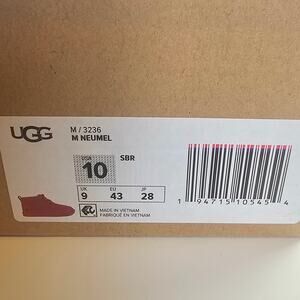 UGG
M / 3236
M NEUMEL
USA
10
SBR
UK
9
EU
43
JP
28
MADE IN VIETNAM
FABRIQUÉ EN VIETNAM
1 94715 10545 4